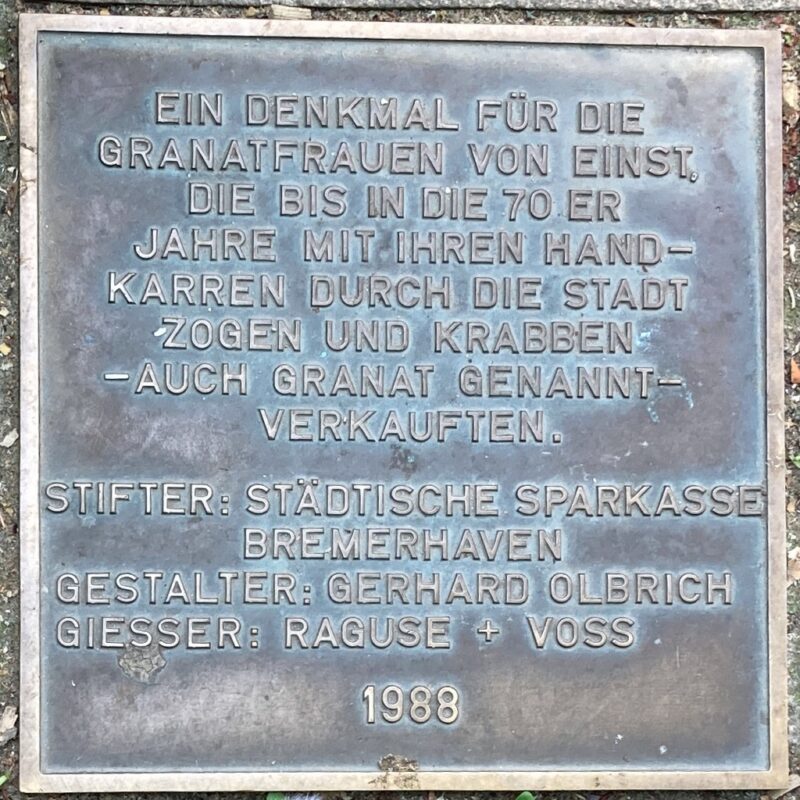 EIN DENKMAL FÜR DIE
GRANATFRAUEN VON EINST,
DIE BIS IN DIE 70 ER
JAHRE MIT IHREN HAND-
KARREN DURCH DIE STADT
ZOGEN UND KRABBEN
-AUCH GRANAT GENANNT-
VERKAUFTEN.
STIFTER: STÄDTISCHE SPARKASSE
BREMERHAVEN
GESTALTER: GERHARD OLBRICH
GIESSER: RAGUSE + VOSS
1988